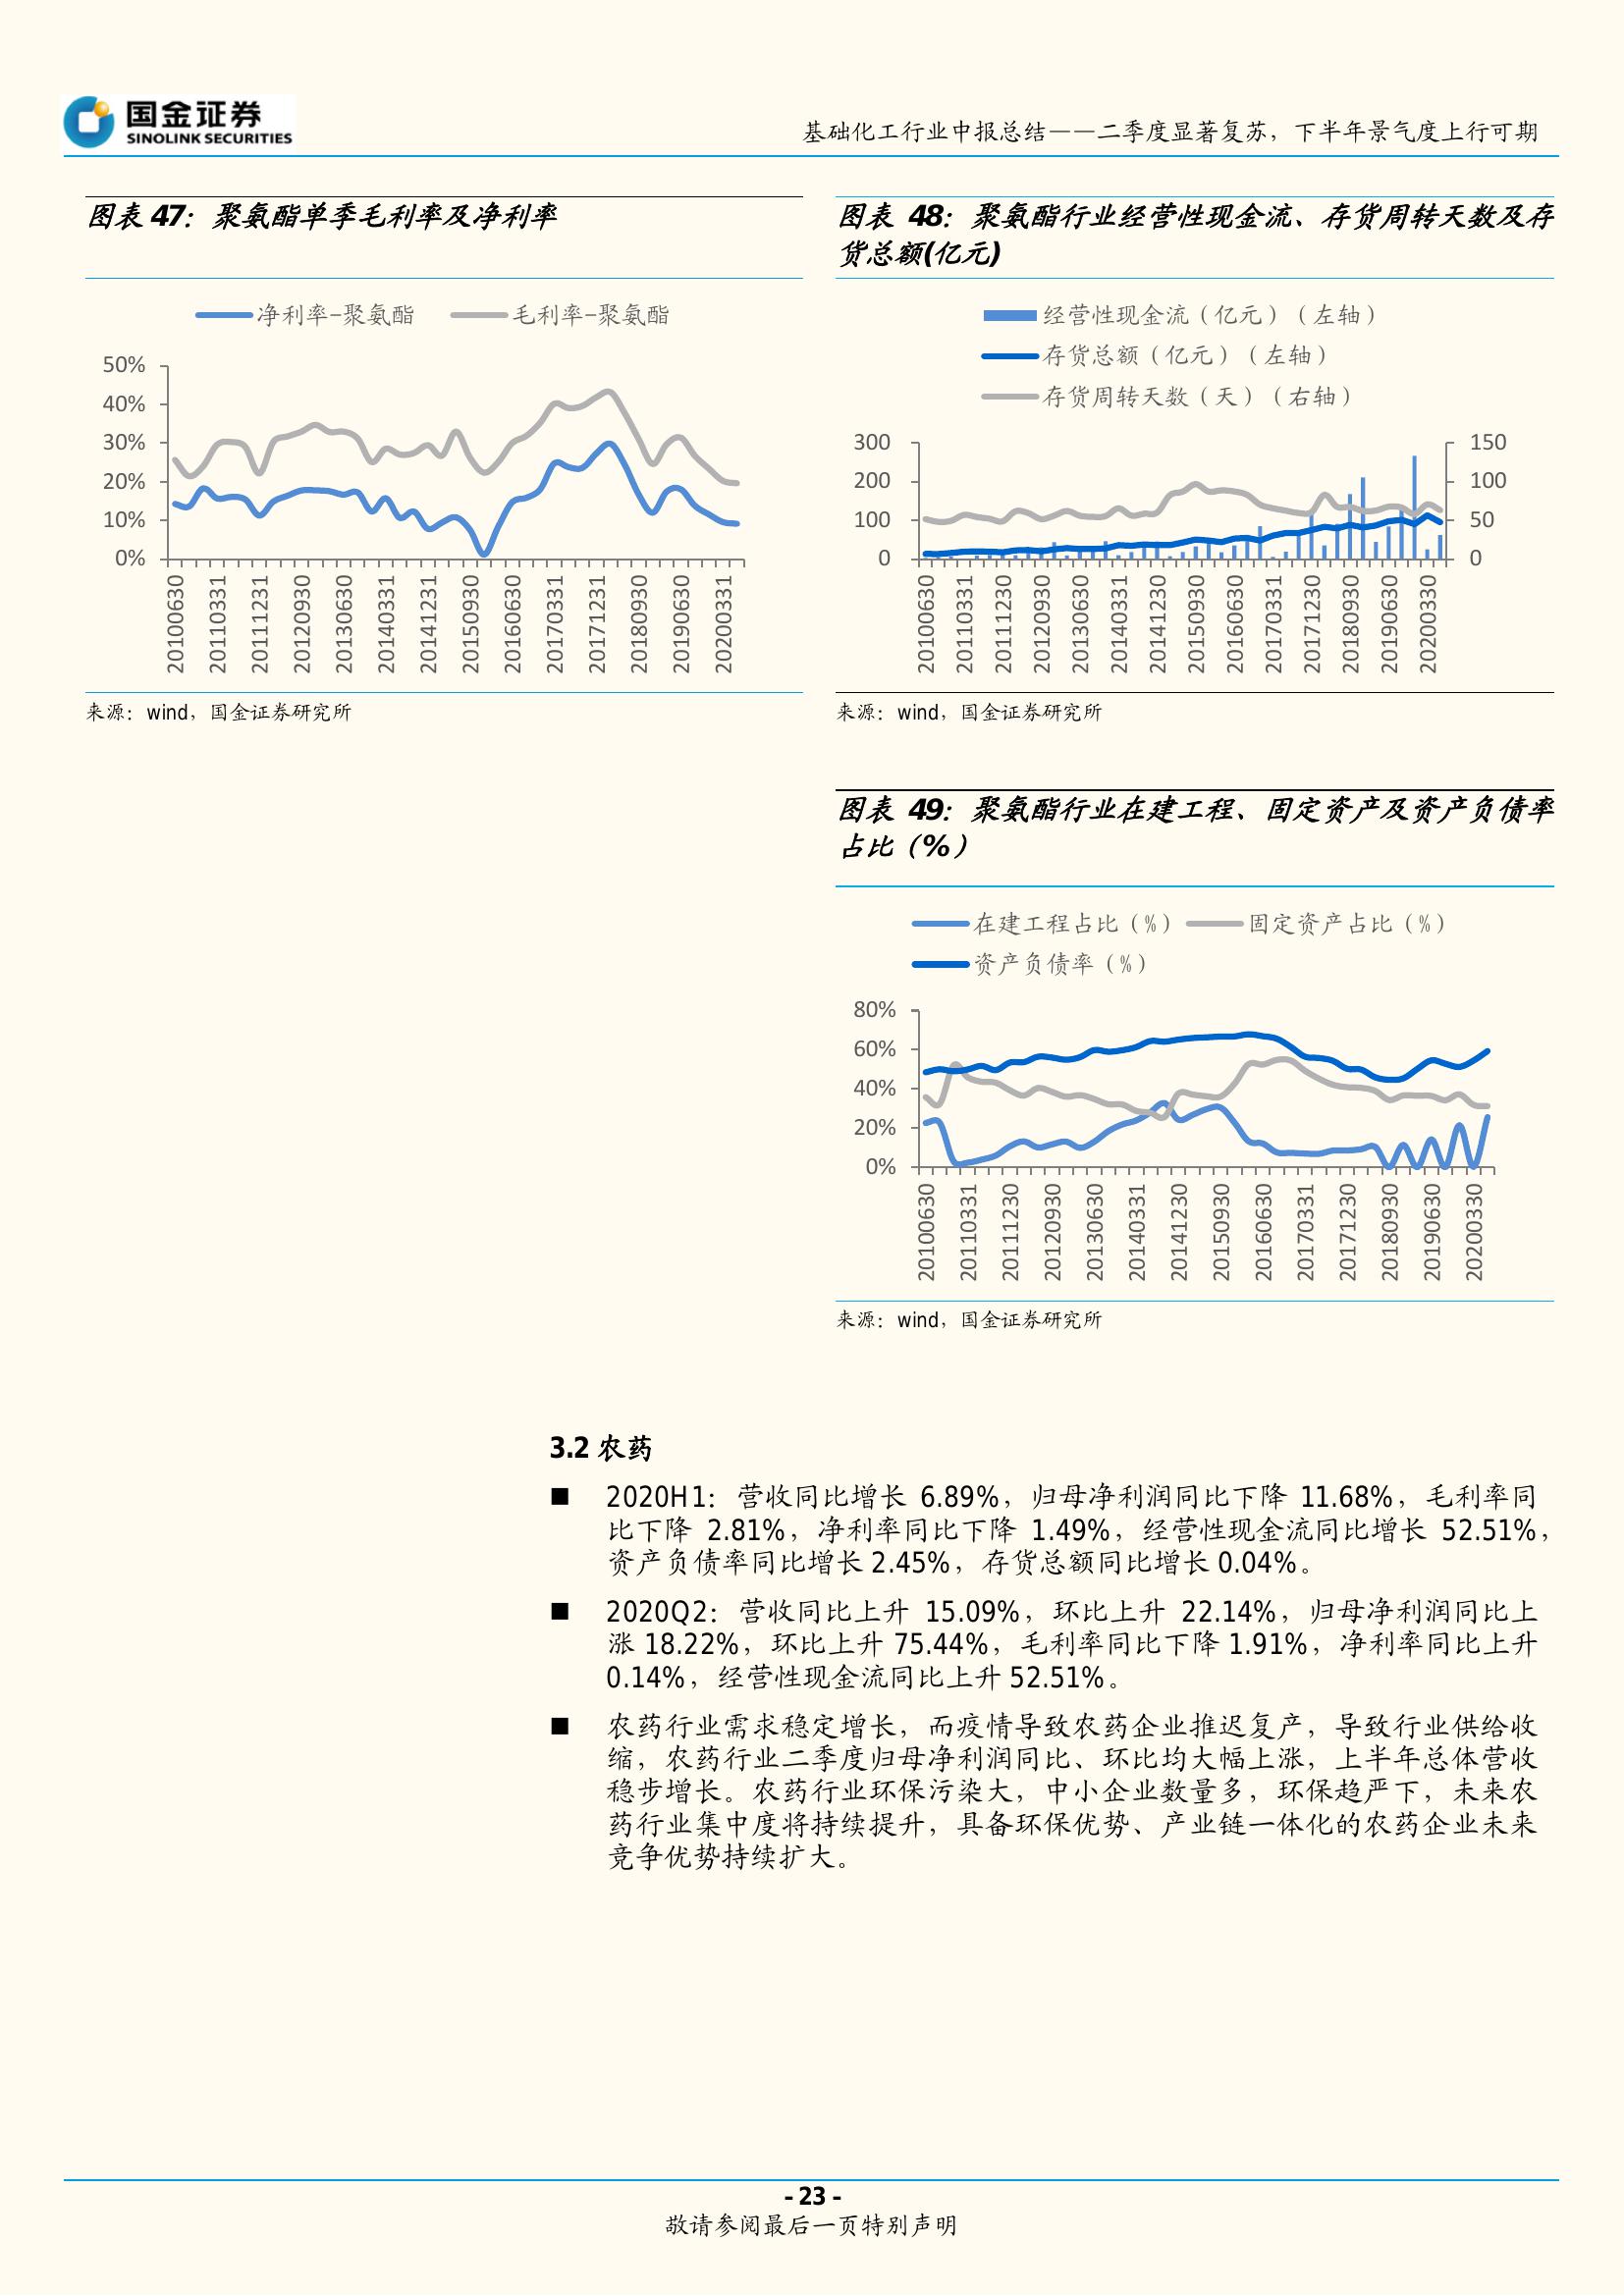 国金证券
SINOLINK SECURITIES
基础化工行业中报总结——二季度显著复苏，下半年景气度上行可期
图表 47：聚氨酯单季毛利率及净利率
净利率-聚氨酯 毛利率-聚氨酯
50%
40%
30%
20%
10%
0%
20100630 20110331 20111231 20120930 20130630 20140331 20141231 20150930 20160630 20170331 20171231 20180930 20190630 20200331
来源：wind，国金证券研究所
图表 48：聚氨酯行业经营性现金流、存货周转天数及存
货总额(亿元)
经营性现金流（亿元）（左轴）
存货总额（亿元）（左轴）
存货周转天数（天）（右轴）
300 150
200 100
100 50
0 0
20100630 20110331 20111230 20120930 20130630 20140331 20141230 20150930 20160630 20170331 20171230 20180930 20190630 20200330
来源：wind，国金证券研究所
图表 49：聚氨酯行业在建工程、固定资产及资产负债率
占比（%）
在建工程占比（%） 固定资产占比（%）
资产负债率（%）
80%
60%
40%
20%
0%
20100630 20110331 20111230 20120930 20130630 20140331 20141230 20150930 20160630 20170331 20171230 20180930 20190630 20200330
来源：wind，国金证券研究所
3.2 农药
■ 2020H1：营收同比增长 6.89%，归母净利润同比下降 11.68%，毛利率同
比下降 2.81%，净利率同比下降 1.49%，经营性现金流同比增长 52.51%，
资产负债率同比增长 2.45%，存货总额同比增长 0.04%。
■ 2020Q2：营收同比上升 15.09%，环比上升 22.14%，归母净利润同比上
涨 18.22%，环比上升 75.44%，毛利率同比下降 1.91%，净利率同比上升
0.14%，经营性现金流同比上升 52.51%。
■ 农药行业需求稳定增长，而疫情导致农药企业推迟复产，导致行业供给收
缩，农药行业二季度归母净利润同比、环比均大幅上涨，上半年总体营收
稳步增长。农药行业环保污染大，中小企业数量多，环保趋严下，未来农
药行业集中度将持续提升，具备环保优势、产业链一体化的农药企业未来
竞争优势持续扩大。
- 23 -
敬请参阅最后一页特别声明